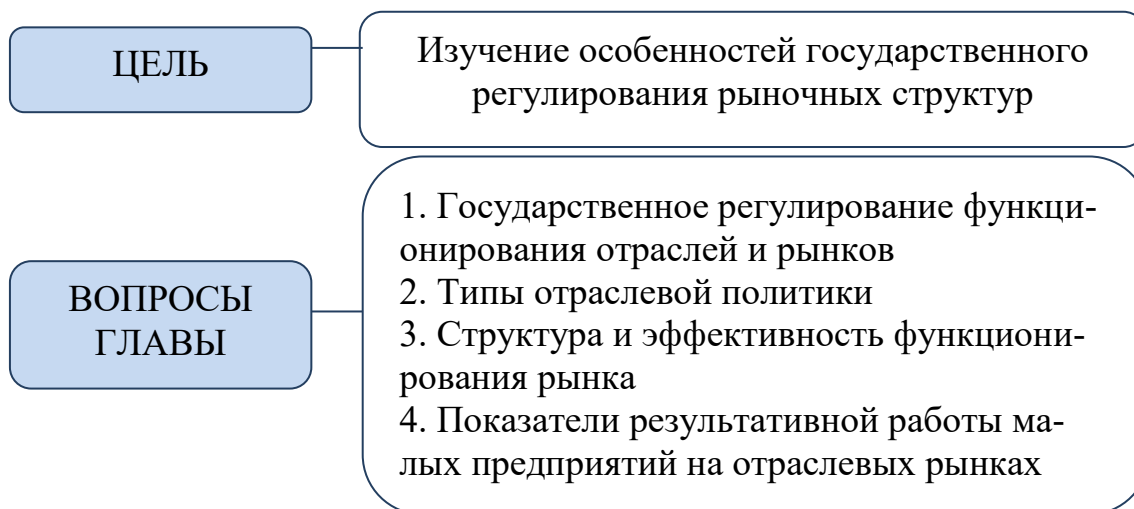 ЦЕЛЬ
Изучение особенностей государственного
регулирования рыночных структур
ВОПРОСЫ
ГЛАВЫ
1. Государственное регулирование функци-
онирования отраслей и рынков
2. Типы отраслевой политики
3. Структура и эффективность функциони-
рования рынка
4. Показатели результативной работы ма-
лых предприятий на отраслевых рынках